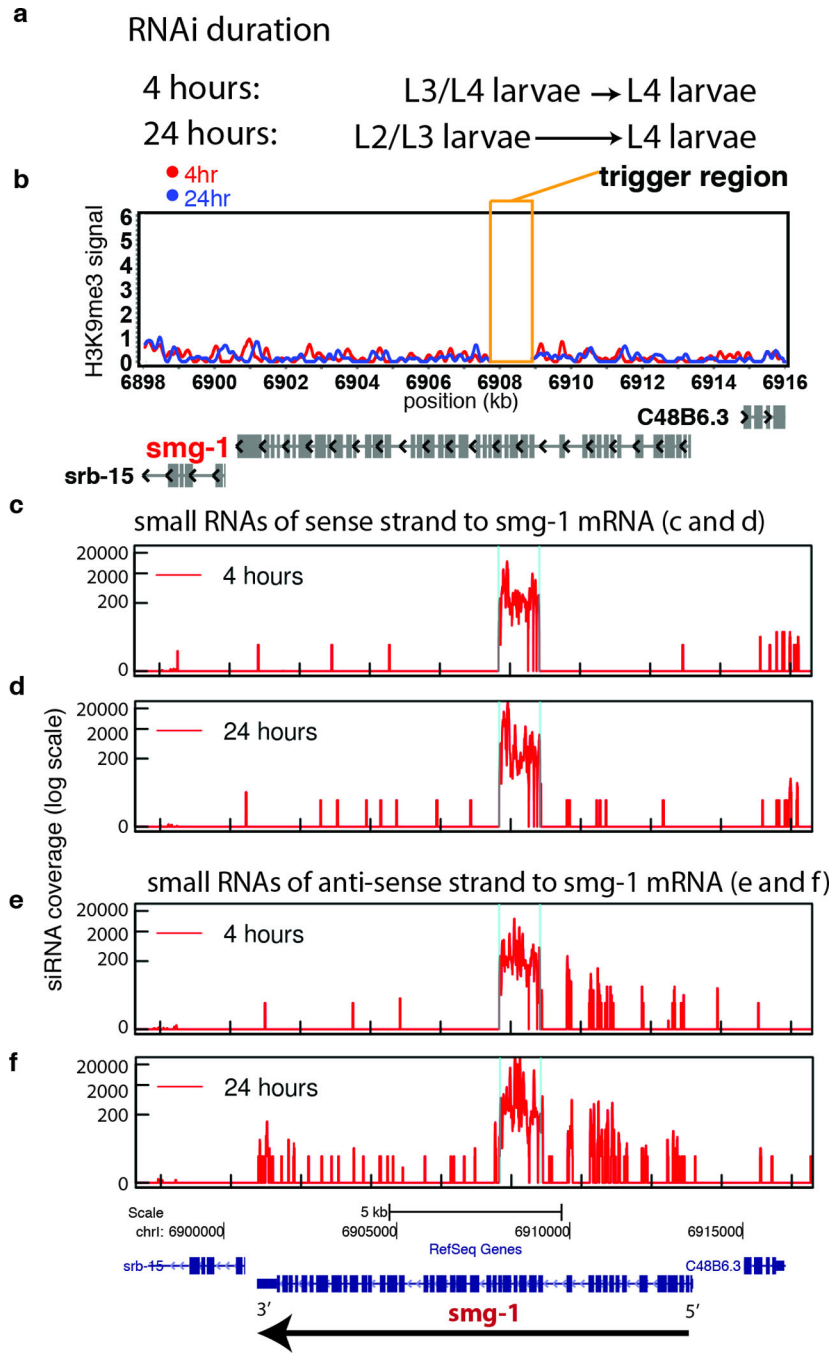 a
RNAi duration
4 hours: L3/L4 larvae → L4 larvae
24 hours: L2/L3 larvae → L4 larvae
b
4hr
24hr
trigger region
H3K9me3 signal
6
5
4
3
2
1
0
6898 6900 6902 6904 6906 6908 6910 6912 6914 6916
position (kb)
C48B6.3
smg-1
srb-15
c
small RNAs of sense strand to smg-1 mRNA (c and d)
20000
2000
200
0
4 hours
d
20000
2000
200
0
24 hours
siRNA coverage (log scale)
small RNAs of anti-sense strand to smg-1 mRNA (e and f)
e
20000
2000
200
0
4 hours
f
20000
2000
200
0
24 hours
Scale 5 kb
chrI: 6900000 6905000 6910000 6915000
RefSeq Genes
srb-15 C48B6.3
3' smg-1 5'